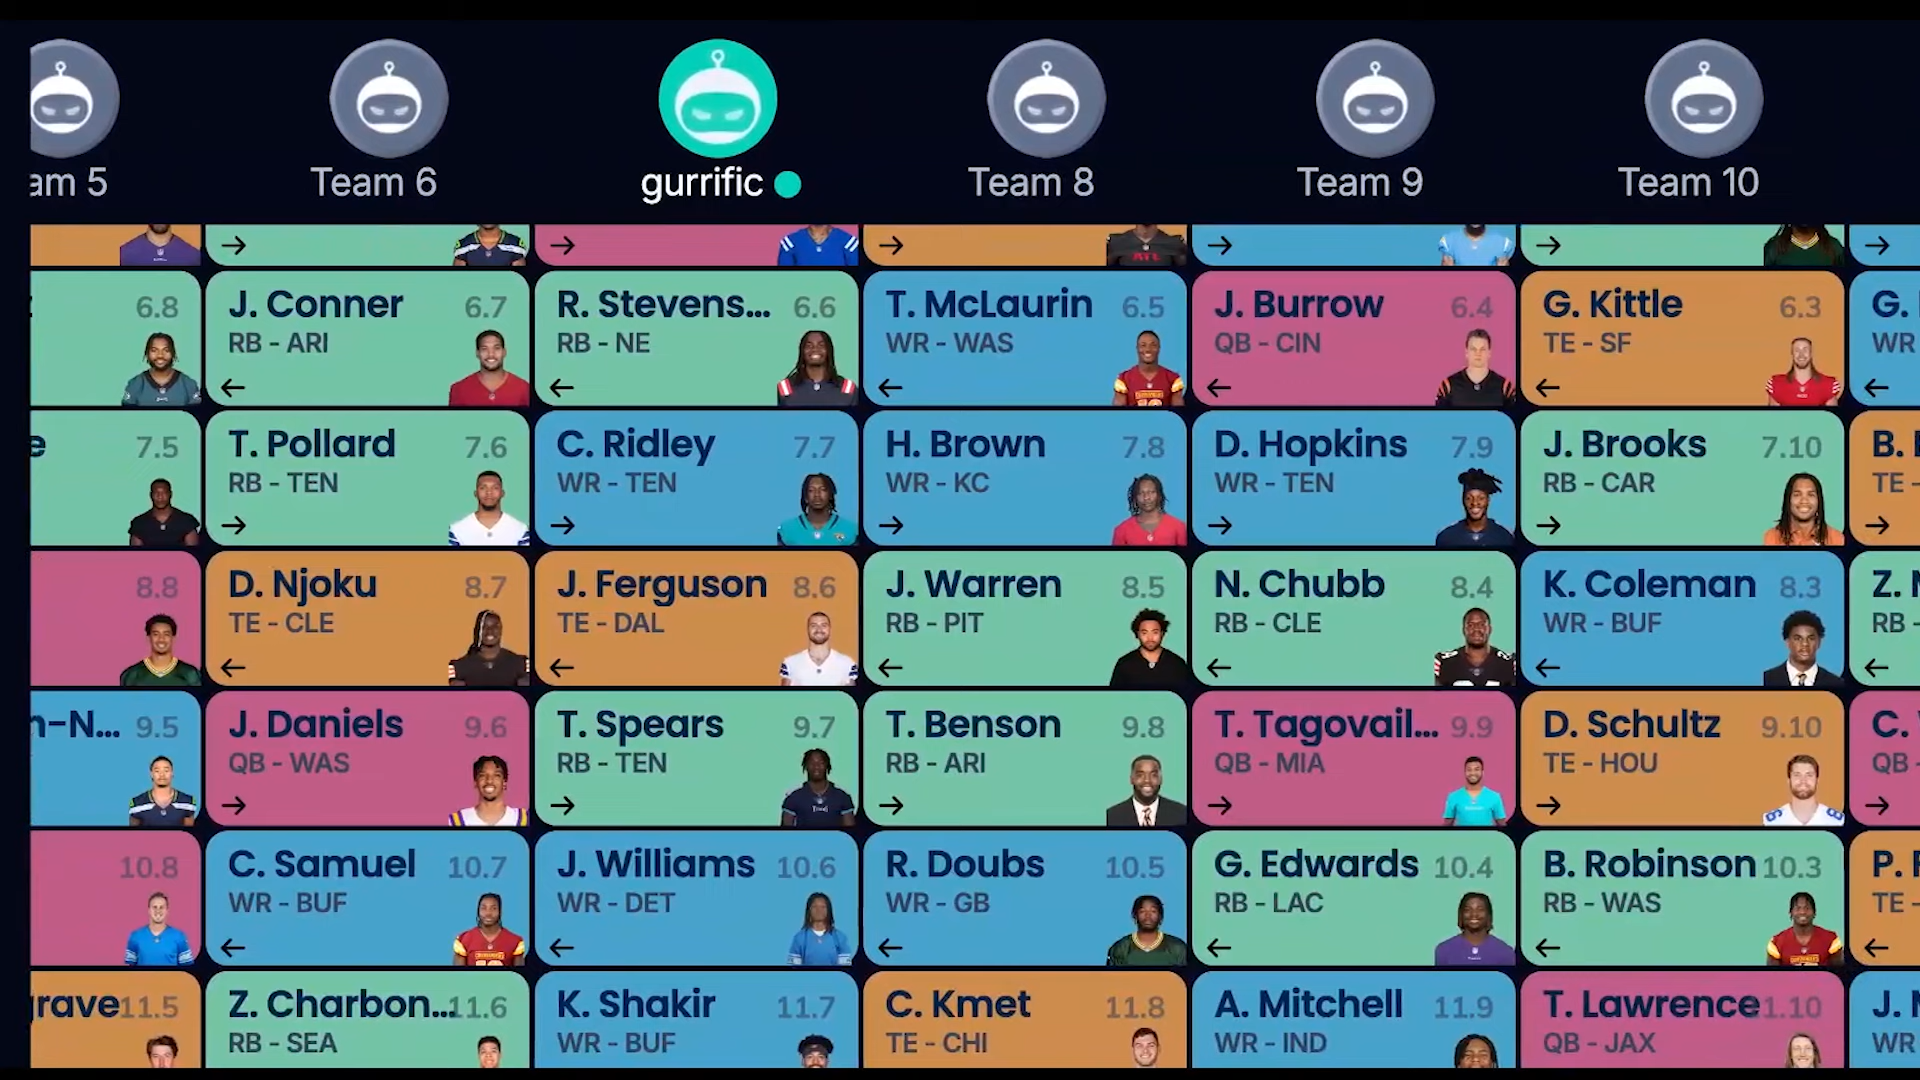 am 5
Team 6
gurrific
Team 8
Team 9
Team 10
6.8
J. Conner 6.7
RB - ARI
R. Stevens... 6.6
RB - NE
T. McLaurin 6.5
WR - WAS
J. Burrow 6.4
QB - CIN
G. Kittle 6.3
TE - SF
G.
WR
e 7.5
T. Pollard 7.6
RB - TEN
C. Ridley 7.7
WR - TEN
H. Brown 7.8
WR - KC
D. Hopkins 7.9
WR - TEN
J. Brooks 7.10
RB - CAR
B.
TE -
8.8
D. Njoku 8.7
TE - CLE
J. Ferguson 8.6
TE - DAL
J. Warren 8.5
RB - PIT
N. Chubb 8.4
RB - CLE
K. Coleman 8.3
WR - BUF
Z.
RB -
n-N... 9.5
J. Daniels 9.6
QB - WAS
T. Spears 9.7
RB - TEN
T. Benson 9.8
RB - ARI
T. Tagovail... 9.9
QB - MIA
D. Schultz 9.10
TE - HOU
C.
QB -
10.8
C. Samuel 10.7
WR - BUF
J. Williams 10.6
WR - DET
R. Doubs 10.5
WR - GB
G. Edwards 10.4
RB - LAC
B. Robinson 10.3
RB - WAS
P.
TE -
grave 11.5
Z. Charbon... 11.6
RB - SEA
K. Shakir 11.7
WR - BUF
C. Kmet 11.8
TE - CHI
A. Mitchell 11.9
WR - IND
T. Lawrence 11.10
QB - JAX
J.
WR